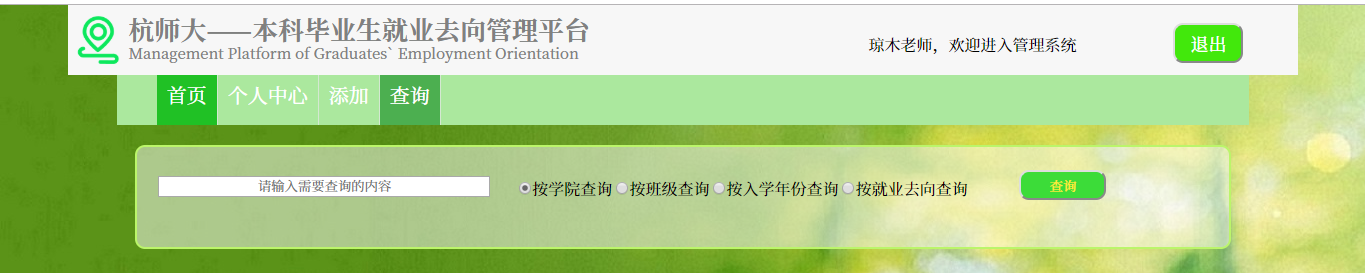 杭师大——本科毕业生就业去向管理平台
Management Platform of Graduates` Employment Orientation
琼木老师，欢迎进入管理系统
退出
首页 个人中心 添加 查询
请输入需要查询的内容 按学院查询 按班级查询 按入学年份查询 按就业去向查询 查询